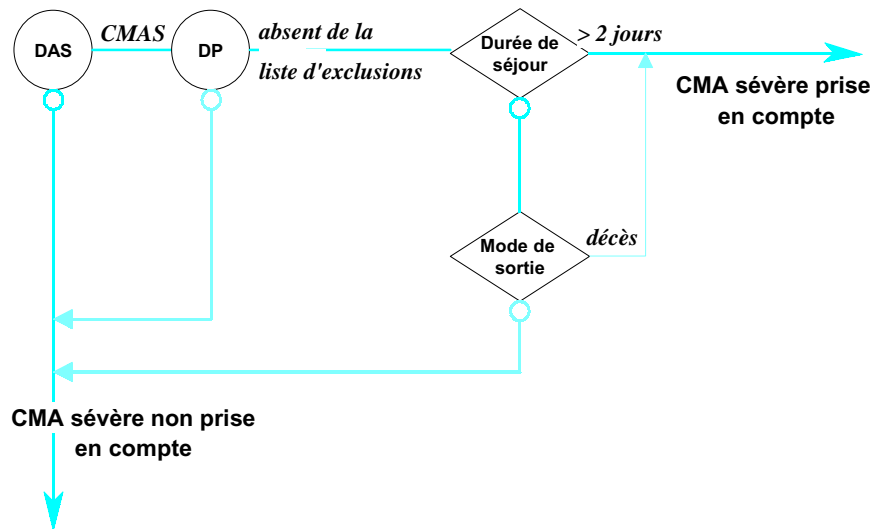 DAS
CMAS
DP
absent de la
liste d'exclusions
Durée de
séjour
> 2 jours
CMA sévère prise
en compte
Mode de
sortie
décès
CMA sévère non prise
en compte